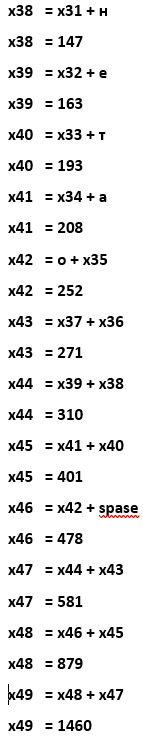 x38 = x31 + н
x38 = 147
x39 = x32 + е
x39 = 163
x40 = x33 + т
x40 = 193
x41 = x34 + а
x41 = 208
x42 = о + x35
x42 = 252
x43 = x37 + x36
x43 = 271
x44 = x39 + x38
x44 = 310
x45 = x41 + x40
x45 = 401
x46 = x42 + spase
x46 = 478
x47 = x44 + x43
x47 = 581
x48 = x46 + x45
x48 = 879
x49 = x48 + x47
x49 = 1460